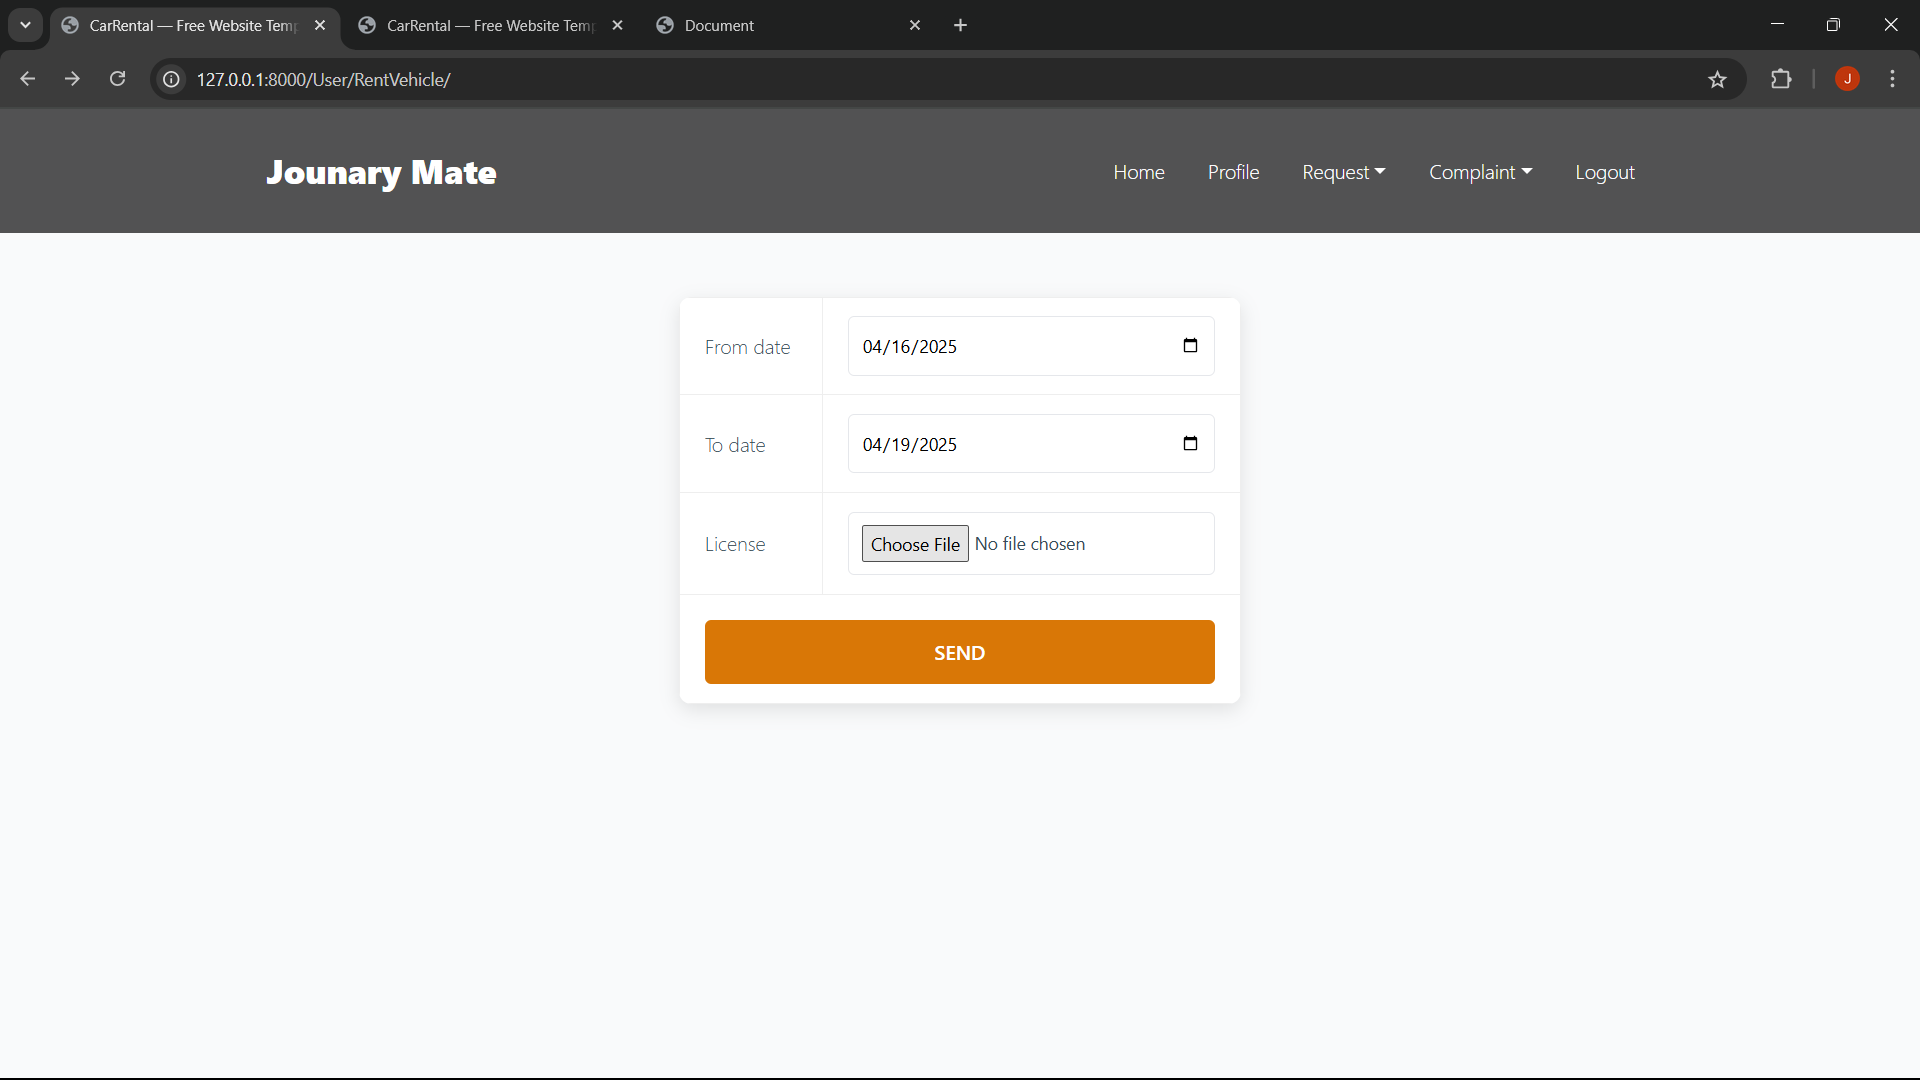 CarRental — Free Website Temp
CarRental — Free Website Temp
Document
127.0.0.1:8000/User/RentVehicle/
J
Jounary Mate
Home
Profile
Request
Complaint
Logout
From date
04/16/2025
To date
04/19/2025
License
Choose File No file chosen
SEND